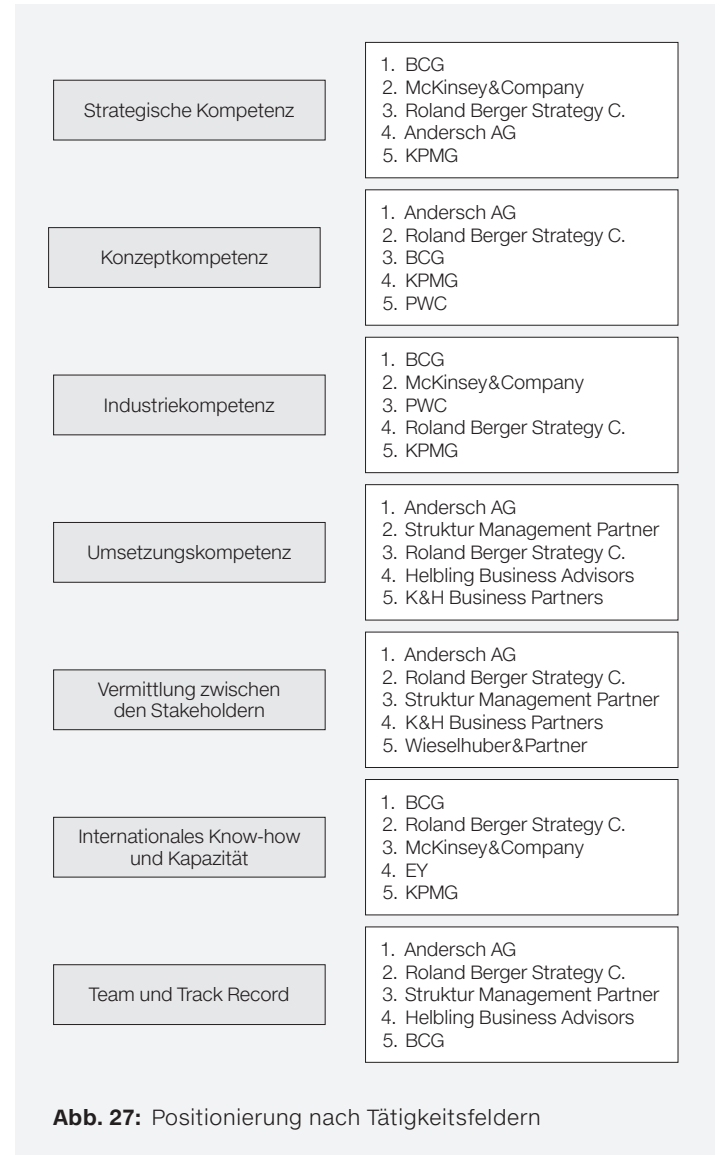 Strategische Kompetenz
1. BCG
2. McKinsey&Company
3. Roland Berger Strategy C.
4. Andersch AG
5. KPMG
Konzeptkompetenz
1. Andersch AG
2. Roland Berger Strategy C.
3. BCG
4. KPMG
5. PWC
Industriekompetenz
1. BCG
2. McKinsey&Company
3. PWC
4. Roland Berger Strategy C.
5. KPMG
Umsetzungskompetenz
1. Andersch AG
2. Struktur Management Partner
3. Roland Berger Strategy C.
4. Helbling Business Advisors
5. K&H Business Partners
Vermittlung zwischen
den Stakeholdern
1. Andersch AG
2. Roland Berger Strategy C.
3. Struktur Management Partner
4. K&H Business Partners
5. Wieselhuber&Partner
Internationales Know-how
und Kapazität
1. BCG
2. Roland Berger Strategy C.
3. McKinsey&Company
4. EY
5. KPMG
Team und Track Record
1. Andersch AG
2. Roland Berger Strategy C.
3. Struktur Management Partner
4. Helbling Business Advisors
5. BCG
Abb. 27: Positionierung nach Tätigkeitsfeldern